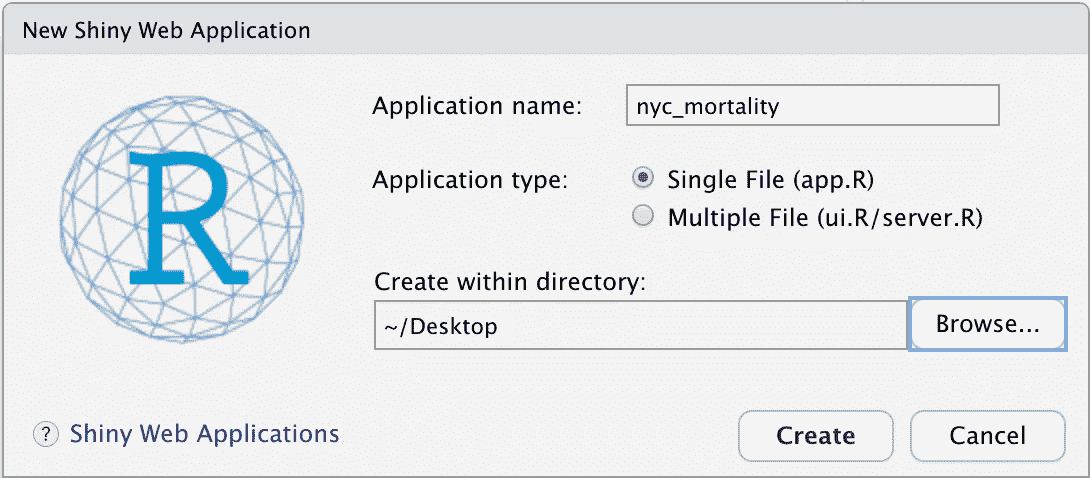 New Shiny Web Application
R
Application name: nyc_mortality
Application type: Single File (app.R)
Multiple File (ui.R/server.R)
Create within directory:
~/Desktop Browse...
? Shiny Web Applications Create Cancel